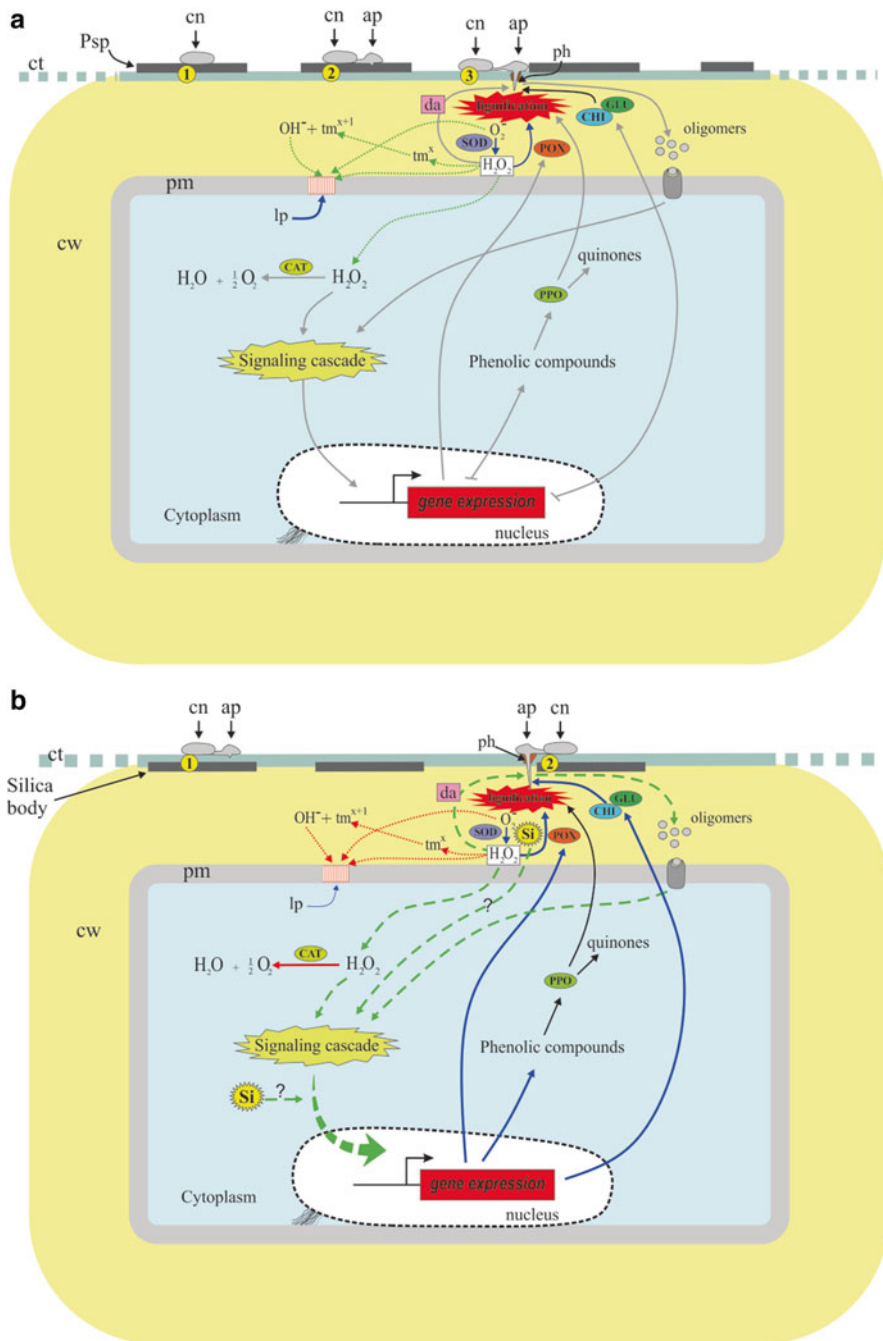 a
cn
cn
ap
cn
ap
Psp
ph
ct
1
2
3
da
lignification
GLU
CHI
OH⁻ + tmˣ⁺¹
O₂⁻
SOD
POX
oligomers
tmˣ
H₂O₂
pm
lp
cw
quinones
CAT
H₂O + ½O₂
H₂O₂
PPO
Signaling cascade
Phenolic compounds
gene expression
Cytoplasm
nucleus
b
cn
ap
ap
cn
ct
ph
1
2
Silica
body
da
lignification
GLU
CHI
OH⁻ + tmˣ⁺¹
O₂⁻
SOD
Si
POX
oligomers
tmˣ
H₂O₂
pm
lp
?
cw
quinones
CAT
H₂O + ½O₂
H₂O₂
PPO
Signaling cascade
Phenolic compounds
Si
?
gene expression
Cytoplasm
nucleus